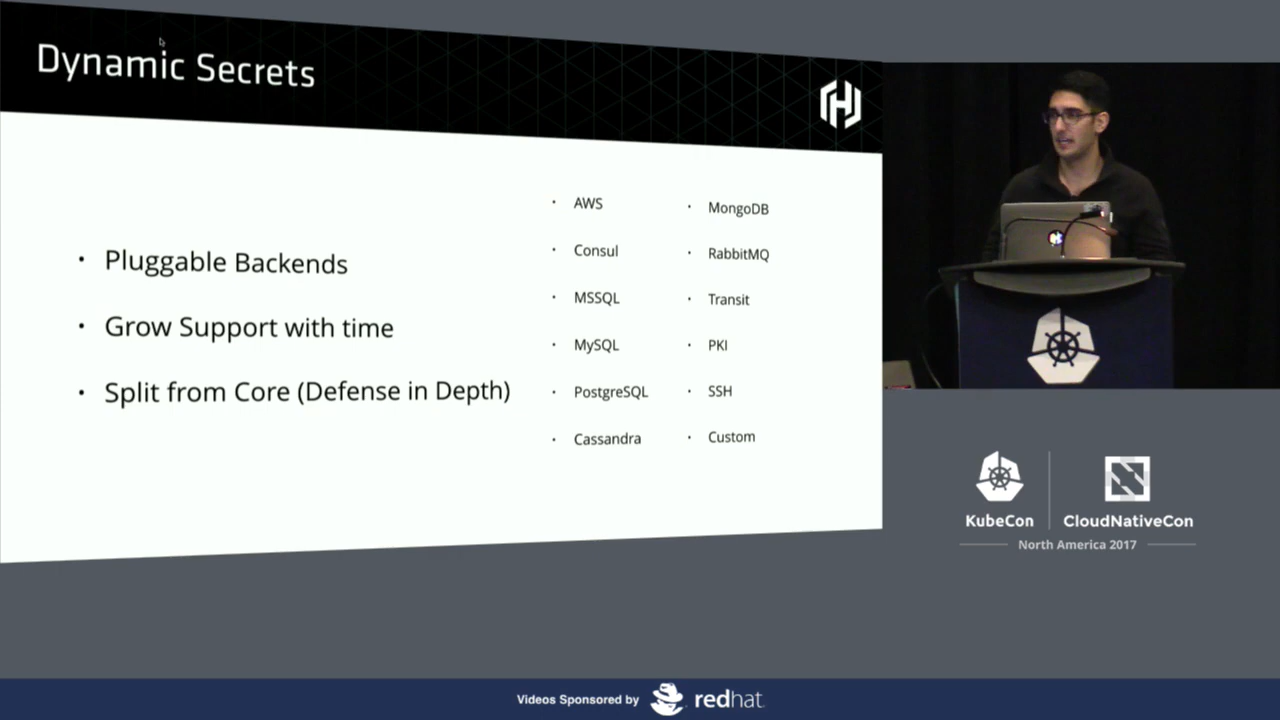 Dynamic Secrets
• Pluggable Backends
• Grow Support with time
• Split from Core (Defense in Depth)
• AWS
• Consul
• MSSQL
• MySQL
• PostgreSQL
• Cassandra
• MongoDB
• RabbitMQ
• Transit
• PKI
• SSH
• Custom
KubeCon
CloudNativeCon
North America 2017
Videos Sponsored by
redhat